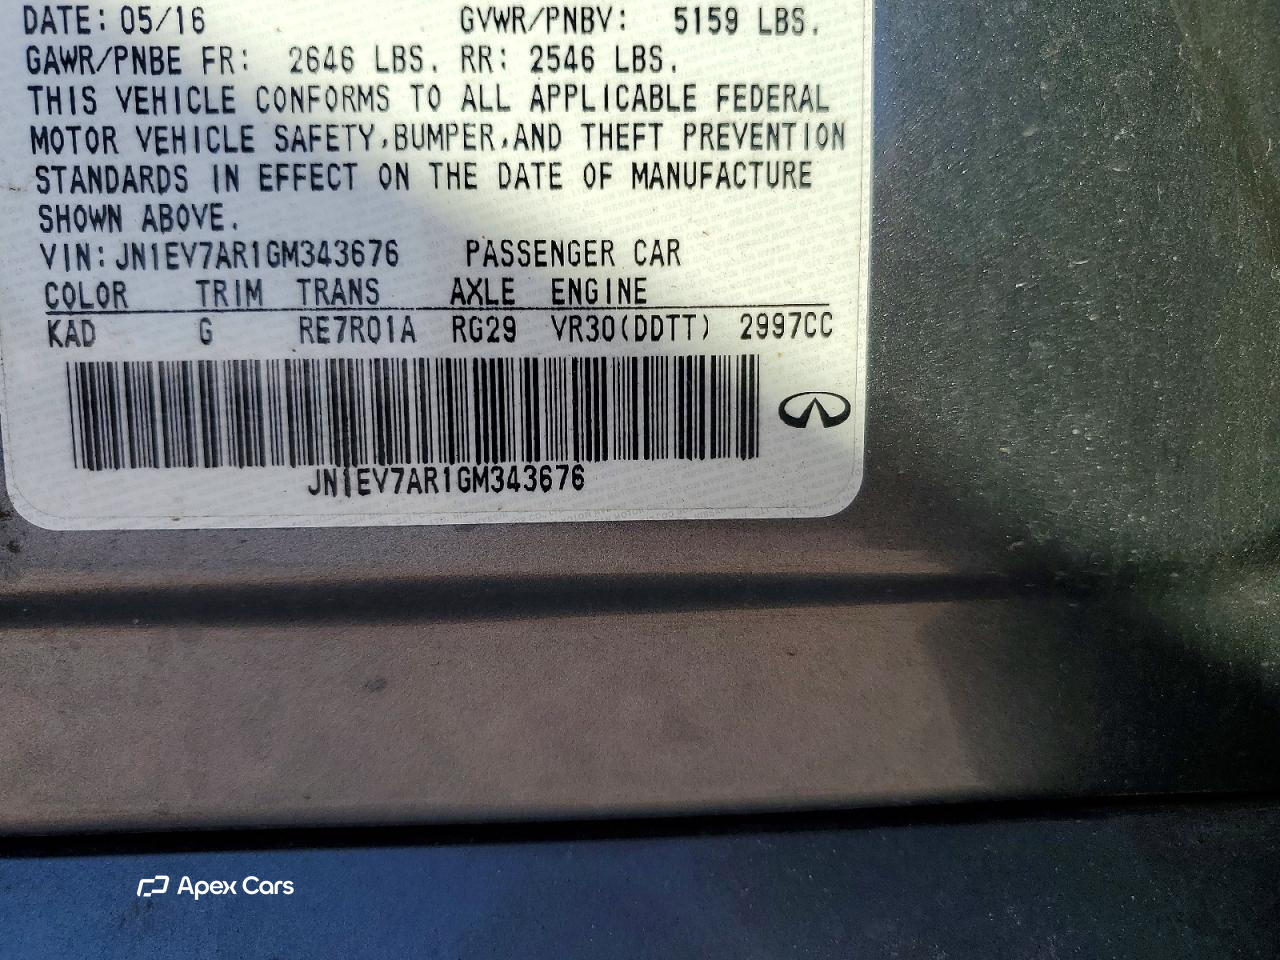 DATE: 05/16 GVWR/PNBV: 5159 LBS.
GAWR/PNBE FR: 2646 LBS. RR: 2546 LBS.
THIS VEHICLE CONFORMS TO ALL APPLICABLE FEDERAL
MOTOR VEHICLE SAFETY,BUMPER,AND THEFT PREVENTION
STANDARDS IN EFFECT ON THE DATE OF MANUFACTURE
SHOWN ABOVE.
VIN: JN1EV7AR1GM343676 PASSENGER CAR
COLOR TRIM TRANS AXLE ENGINE
KAD G RE7R01A RG29 VR30(DDTT) 2997CC
JN1EV7AR1GM343676
Apex Cars